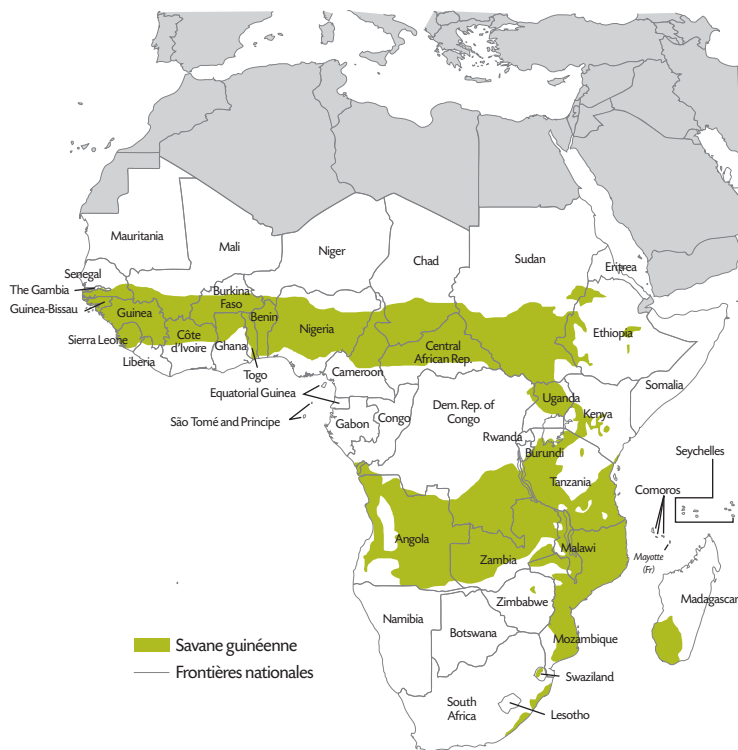 Mauritania
Mali
Niger
Chad
Sudan
Eritrea
Senegal
The Gambia
Guinea-Bissau
Guinea
Burkina
Faso
Benin
Nigeria
Ethiopia
Sierra Leone
Côte
d'Ivoire
Ghana
Central
African Rep.
Liberia
Togo
Cameroon
Somalia
Equatorial Guinea
Uganda
Kenya
São Tomé and Principe
Gabon
Congo
Dem. Rep. of
Congo
Rwanda
Burundi
Seychelles
Tanzania
Comoros
Angola
Zambia
Malawi
Mayotte
(Fr)
Madagascar
Zimbabwe
Namibia
Botswana
Mozambique
Savane guinéenne
Frontières nationales
Swaziland
South
Africa
Lesotho